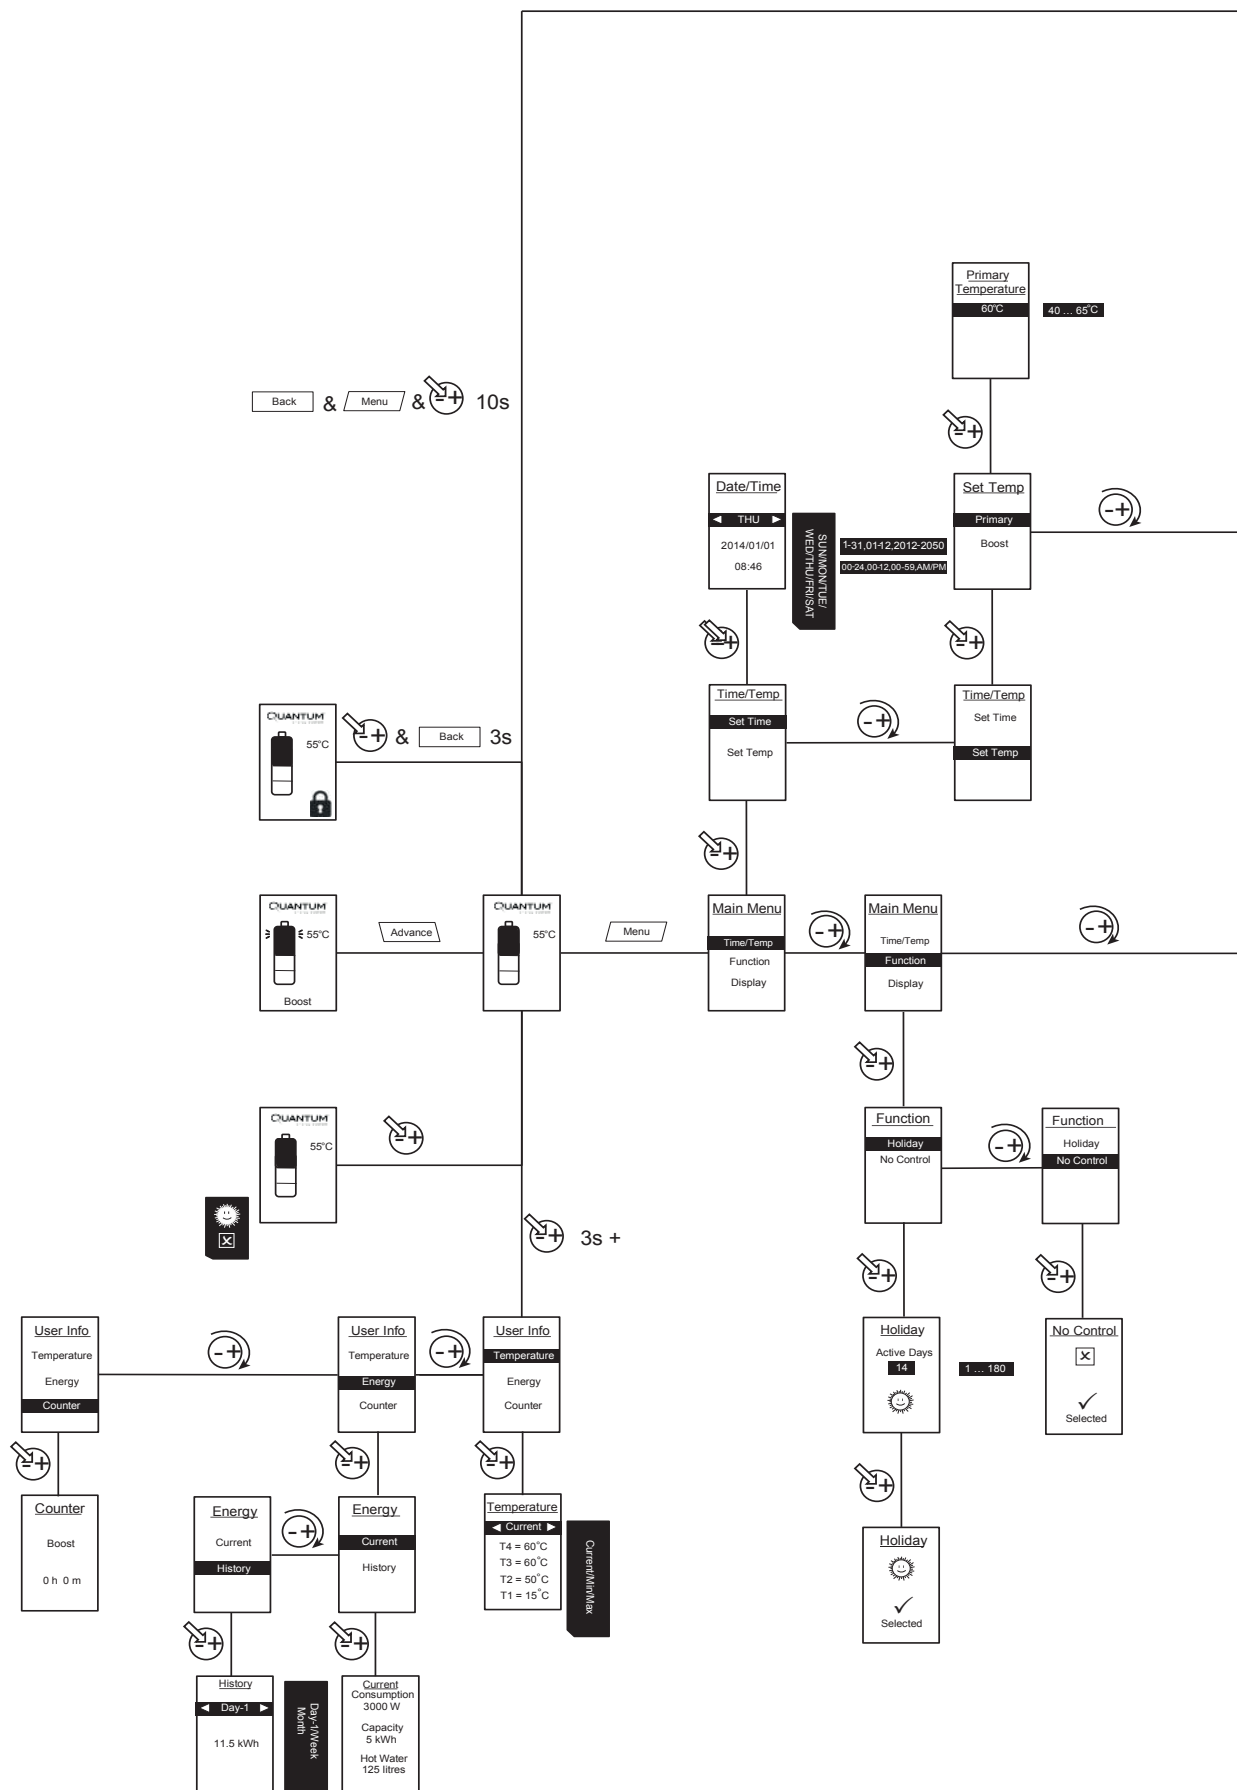 Primary
Temperature
60°C
40 ... 65°C
Back & Menu & 10s
Date/Time
THU
2014/01/01
08:46
SUN/MON/TUE/
WED/THU/FRI/SAT
1-31,01-12,2012-2050
00-24,00-12,00-59,AM/PM
Set Temp
Primary
Boost
Time/Temp
Set Time
Set Temp
Time/Temp
Set Time
Set Temp
QUANTUM
55°C
& Back 3s
QUANTUM
55°C
Boost
Advance
QUANTUM
55°C
Menu
Main Menu
Time/Temp
Function
Display
Main Menu
Time/Temp
Function
Display
QUANTUM
55°C
3s +
Function
Holiday
No Control
Function
Holiday
No Control
User Info
Temperature
Energy
Counter
User Info
Temperature
Energy
Counter
User Info
Temperature
Energy
Counter
Holiday
Active Days
14
1 ... 180
No Control
Selected
Counter
Boost
0 h 0 m
Energy
Current
History
Energy
Current
History
Temperature
Current
T4 = 60°C
T3 = 60°C
T2 = 50°C
T1 = 15°C
Current/Min/Max
Holiday
Selected
History
Day-1
11.5 kWh
Day-1/Week
Month
Current
Consumption
3000 W
Capacity
5 kWh
Hot Water
125 litres